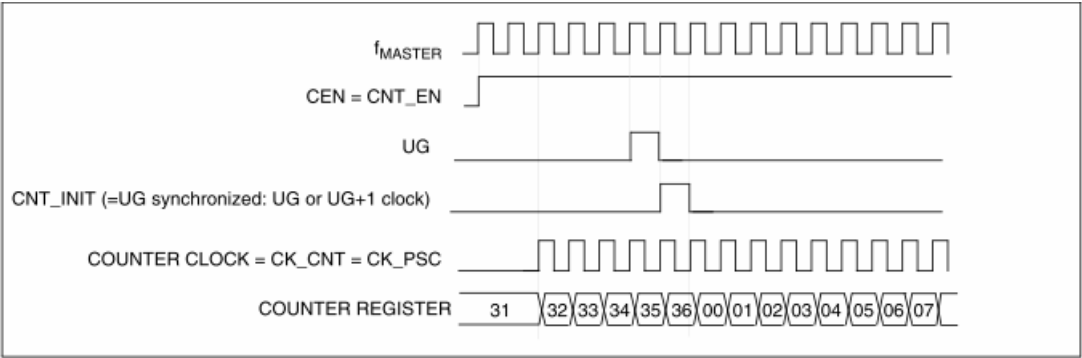 fMASTER
CEN = CNT_EN
UG
CNT_INIT (=UG synchronized: UG or UG+1 clock)
COUNTER CLOCK = CK_CNT = CK_PSC
COUNTER REGISTER 31 32 33 34 35 36 00 01 02 03 04 05 06 07